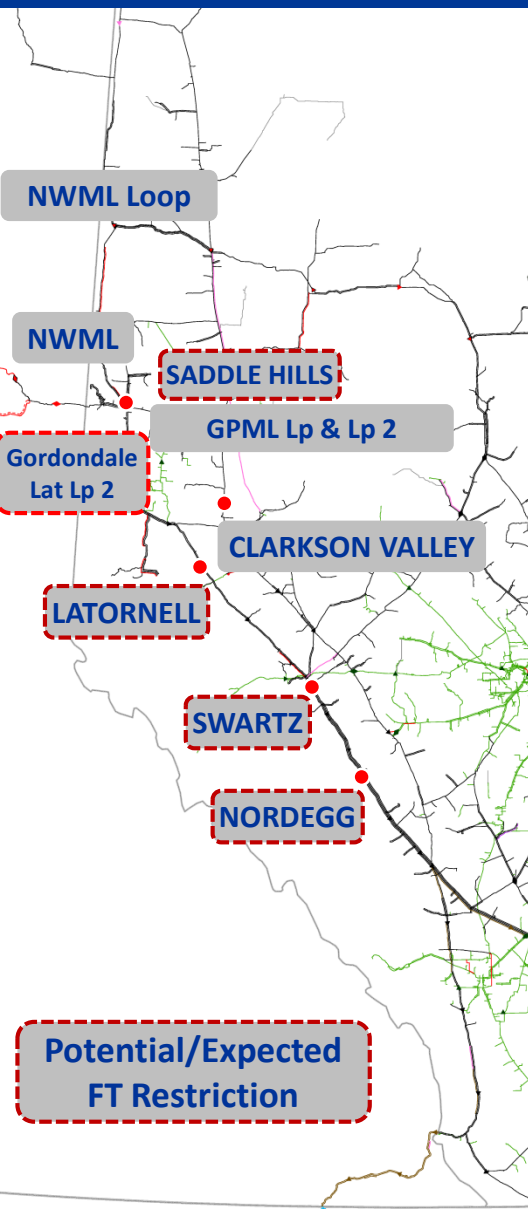 NWML Loop
NWML
SADDLE HILLS
GPML Lp & Lp 2
Gordondale
Lat Lp 2
CLARKSON VALLEY
LATORNELL
SWARTZ
NORDEGG
Potential/Expected
FT Restriction